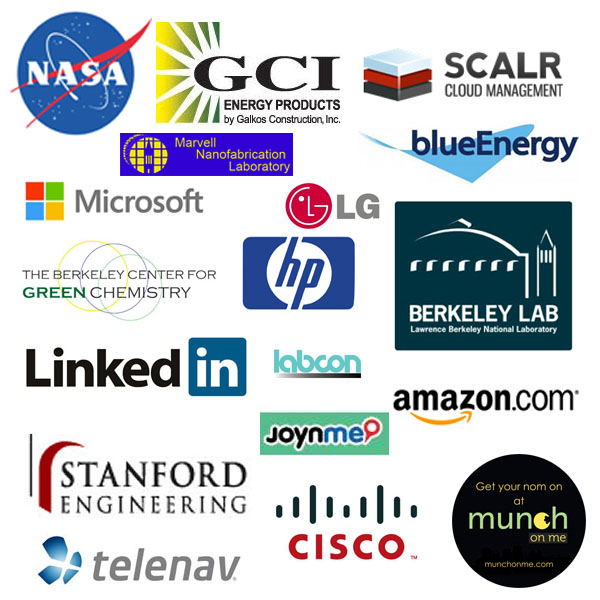 NASA
GCI
ENERGY PRODUCTS
by Galkos Construction, Inc.
SCALR
CLOUD MANAGEMENT
Marvell
Nanofabrication
Laboratory
blueEnergy
Microsoft
LG
THE BERKELEY CENTER FOR
GREEN CHEMISTRY
hp
BERKELEY LAB
Lawrence Berkeley National Laboratory
Linked in
labcon
amazon.com®
joynme
STANFORD
ENGINEERING
CISCO™
Get your nom on
at
munch
on me
munchonme.com
telenav®